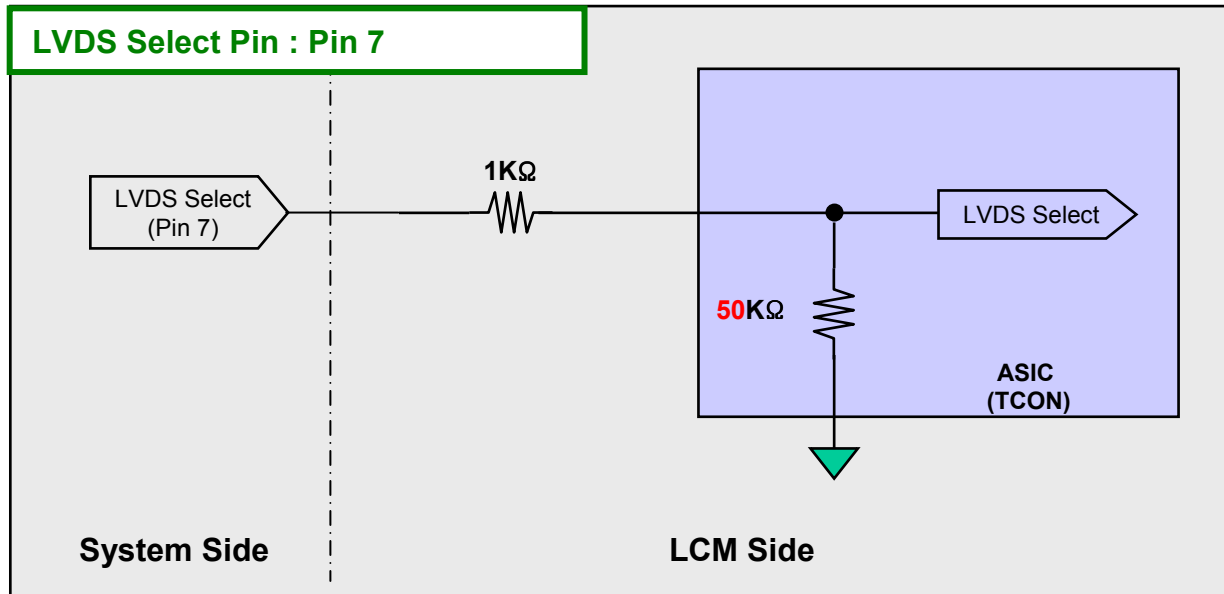 LVDS Select Pin : Pin 7
1KΩ
LVDS Select
(Pin 7)
LVDS Select
50KΩ
ASIC
(TCON)
System Side
LCM Side